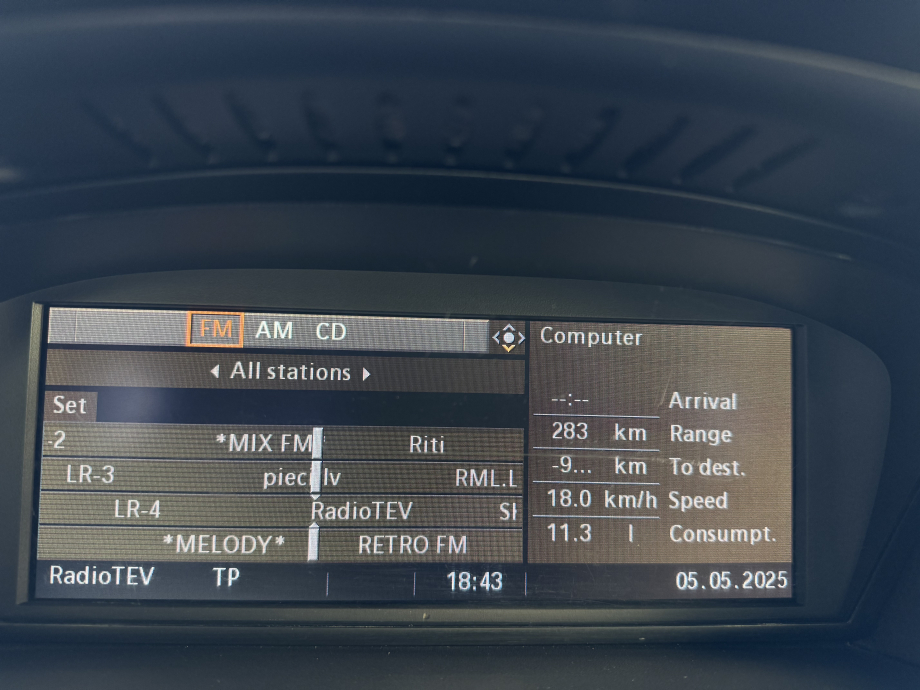 FM AM CD
All stations
Set
-2 *MIX FM Riti
LR-3 piec lv RML.L
LR-4 RadioTEV
*MELODY* RETRO FM
RadioTEV TP 18:43
Computer
--:-- Arrival
283 km Range
-9... km To dest.
18.0 km/h Speed
11.3 l Consumpt.
05.05.2025